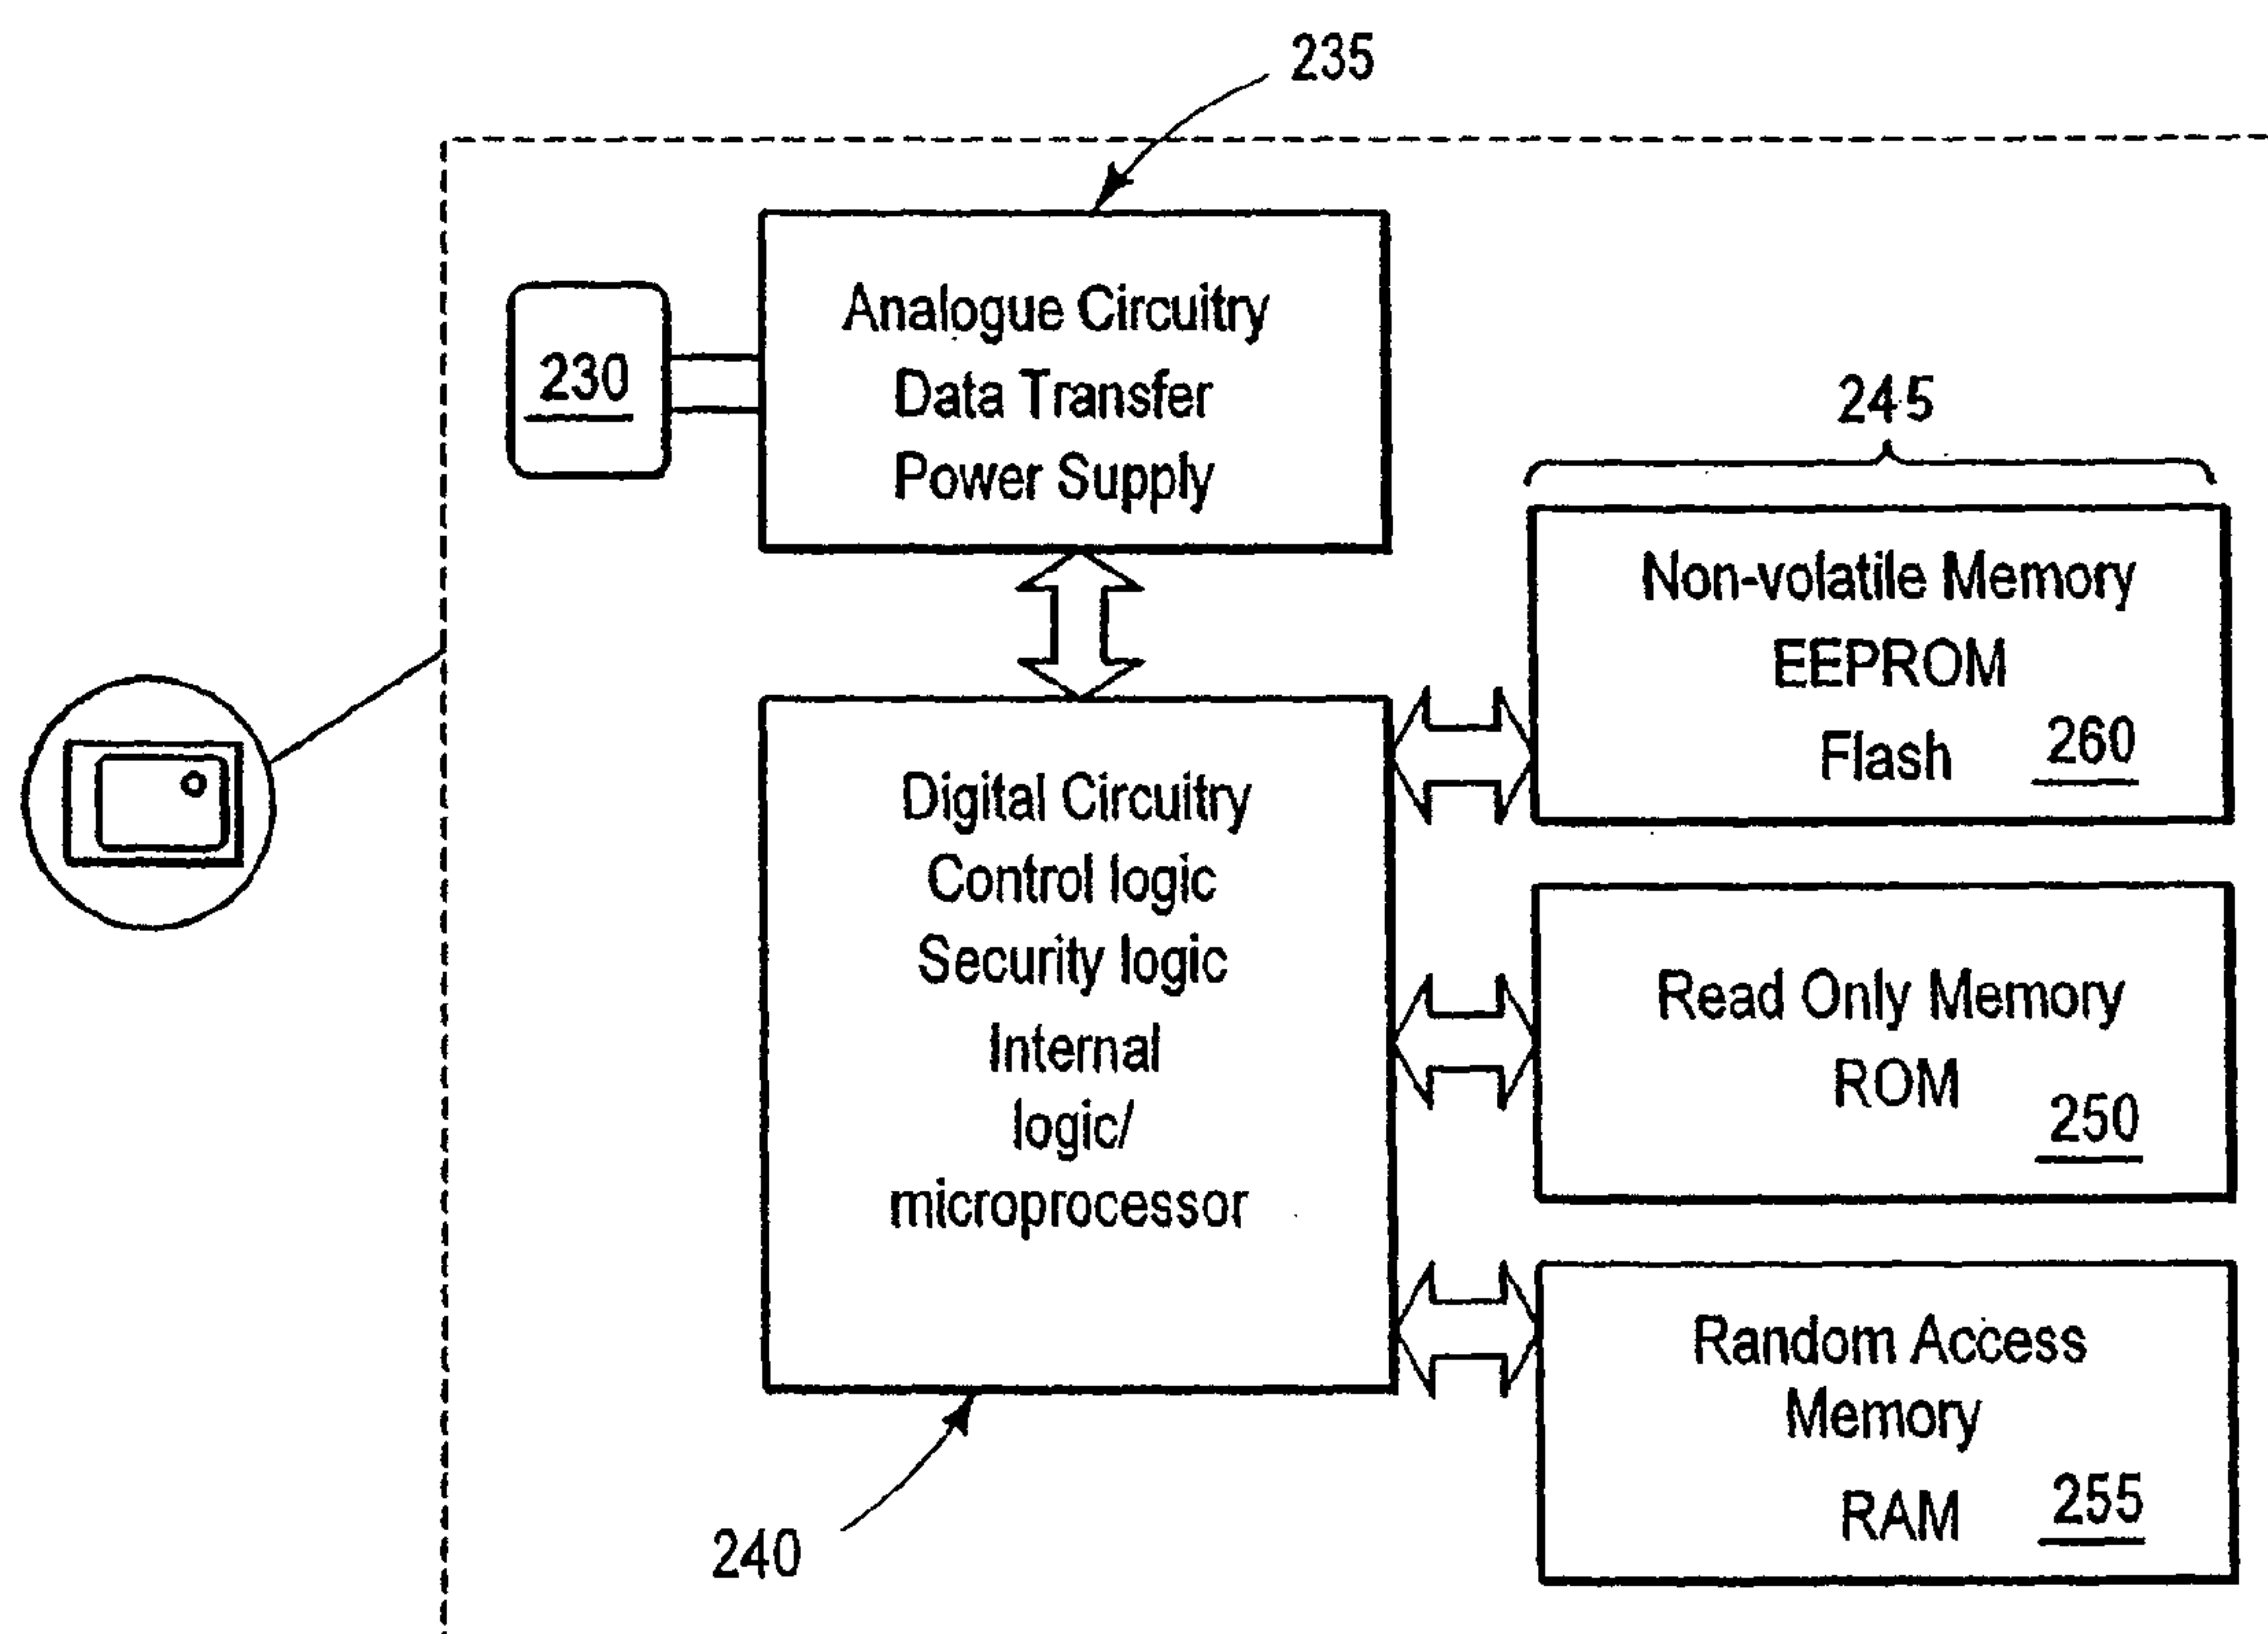 235
Analogue Circuitry
Data Transfer
Power Supply
230
245
Non-volatile Memory
EEPROM
Flash
260
Digital Circuitry
Control logic
Security logic
Internal
logic/
microprocessor
Read Only Memory
ROM
250
Random Access
Memory
RAM
255
240